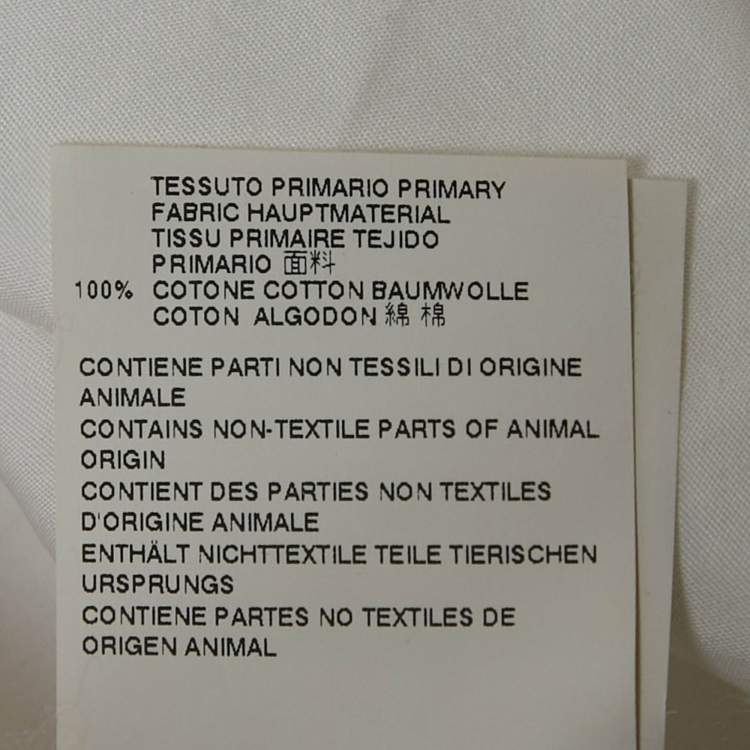 TESSUTO PRIMARIO PRIMARY
FABRIC HAUPTMATERIAL
TISSU PRIMAIRE TEJIDO
PRIMARIO 面料
100% COTONE COTTON BAUMWOLLE
COTON ALGODON 綿 棉
CONTIENE PARTI NON TESSILI DI ORIGINE
ANIMALE
CONTAINS NON-TEXTILE PARTS OF ANIMAL
ORIGIN
CONTIENT DES PARTIES NON TEXTILES
D'ORIGINE ANIMALE
ENTHÄLT NICHTTEXTILE TEILE TIERISCHEN
URSPRUNGS
CONTIENE PARTES NO TEXTILES DE
ORIGEN ANIMAL